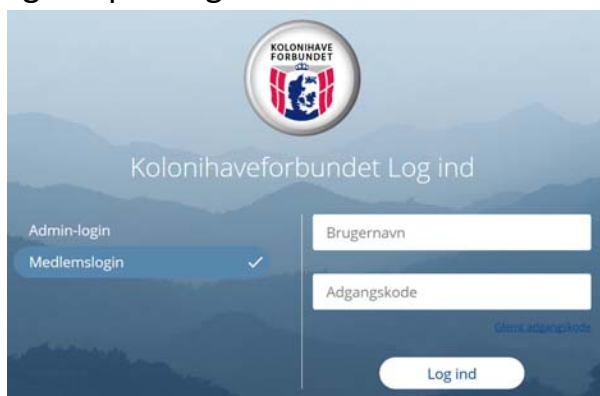 KOLONIHAVE
FORBUNDET
Kolonihaveforbundet Log ind
Admin-login
Medlemslogin
Brugernavn
Adgangskode
Glemt adgangskode
Log ind